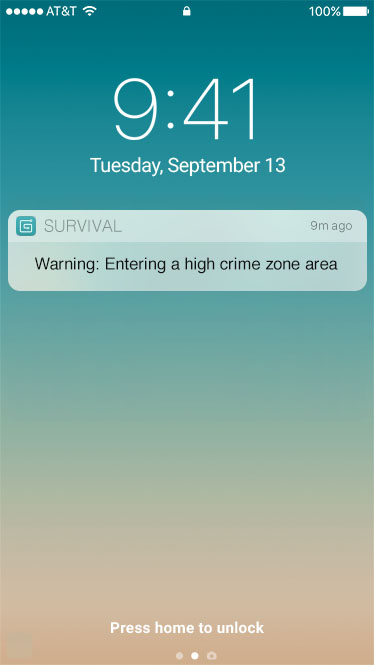 AT&T 100%
9:41
Tuesday, September 13
SURVIVAL 9m ago
Warning: Entering a high crime zone area
Press home to unlock